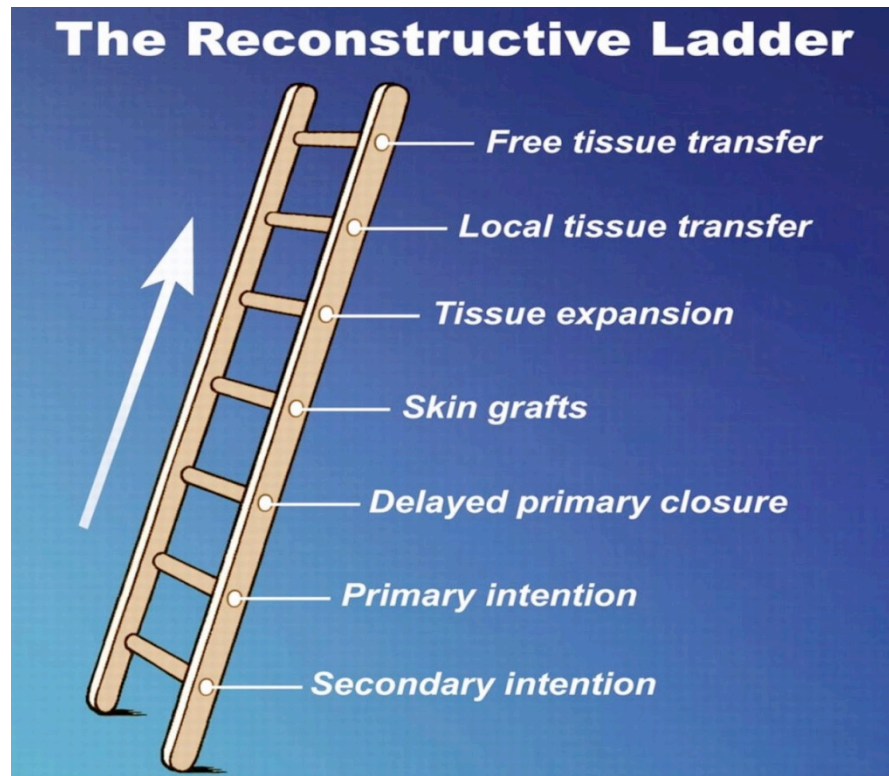 The Reconstructive Ladder
Free tissue transfer
Local tissue transfer
Tissue expansion
Skin grafts
Delayed primary closure
Primary intention
Secondary intention